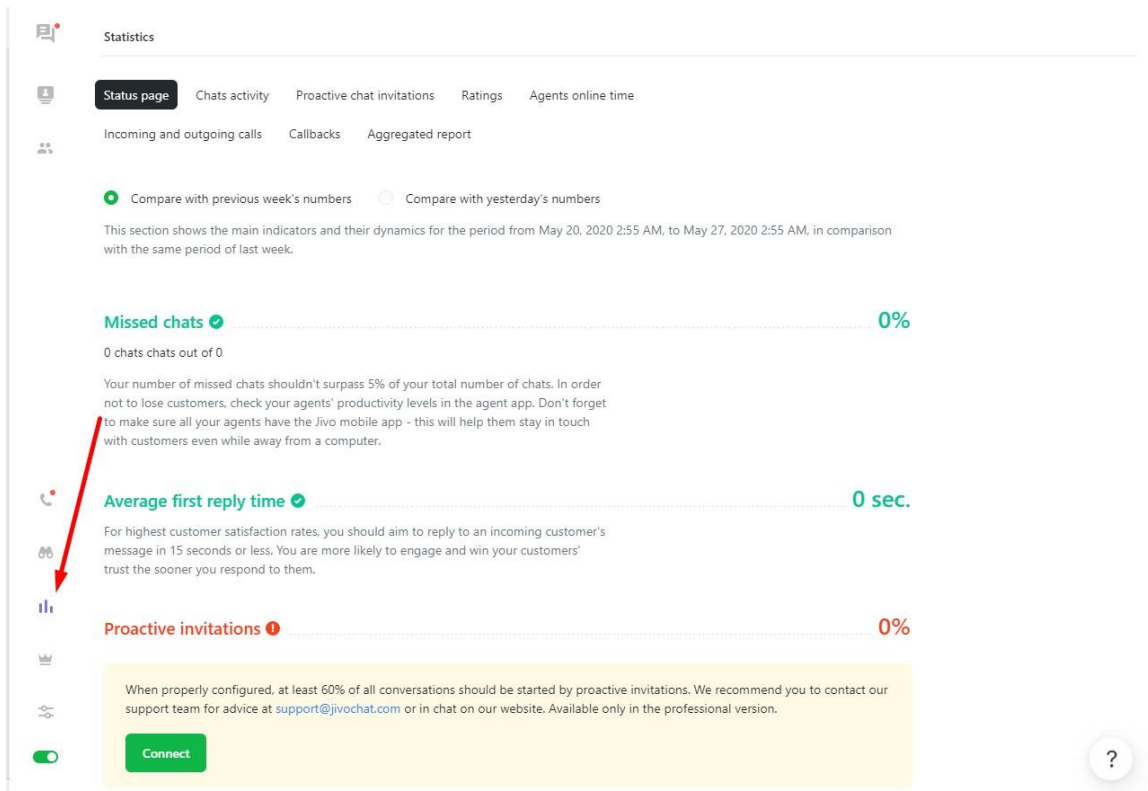 Statistics
Status page Chats activity Proactive chat invitations Ratings Agents online time
Incoming and outgoing calls Callbacks Aggregated report
Compare with previous week's numbers Compare with yesterday's numbers
This section shows the main indicators and their dynamics for the period from May 20, 2020 2:55 AM, to May 27, 2020 2:55 AM, in comparison
with the same period of last week.
Missed chats 0%
0 chats chats out of 0
Your number of missed chats shouldn't surpass 5% of your total number of chats. In order
not to lose customers, check your agents' productivity levels in the agent app. Don't forget
to make sure all your agents have the Jivo mobile app - this will help them stay in touch
with customers even while away from a computer.
Average first reply time 0 sec.
For highest customer satisfaction rates, you should aim to reply to an incoming customer's
message in 15 seconds or less. You are more likely to engage and win your customers'
trust the sooner you respond to them.
Proactive invitations 0%
When properly configured, at least 60% of all conversations should be started by proactive invitations. We recommend you to contact our
support team for advice at support@jivochat.com or in chat on our website. Available only in the professional version.
Connect
?